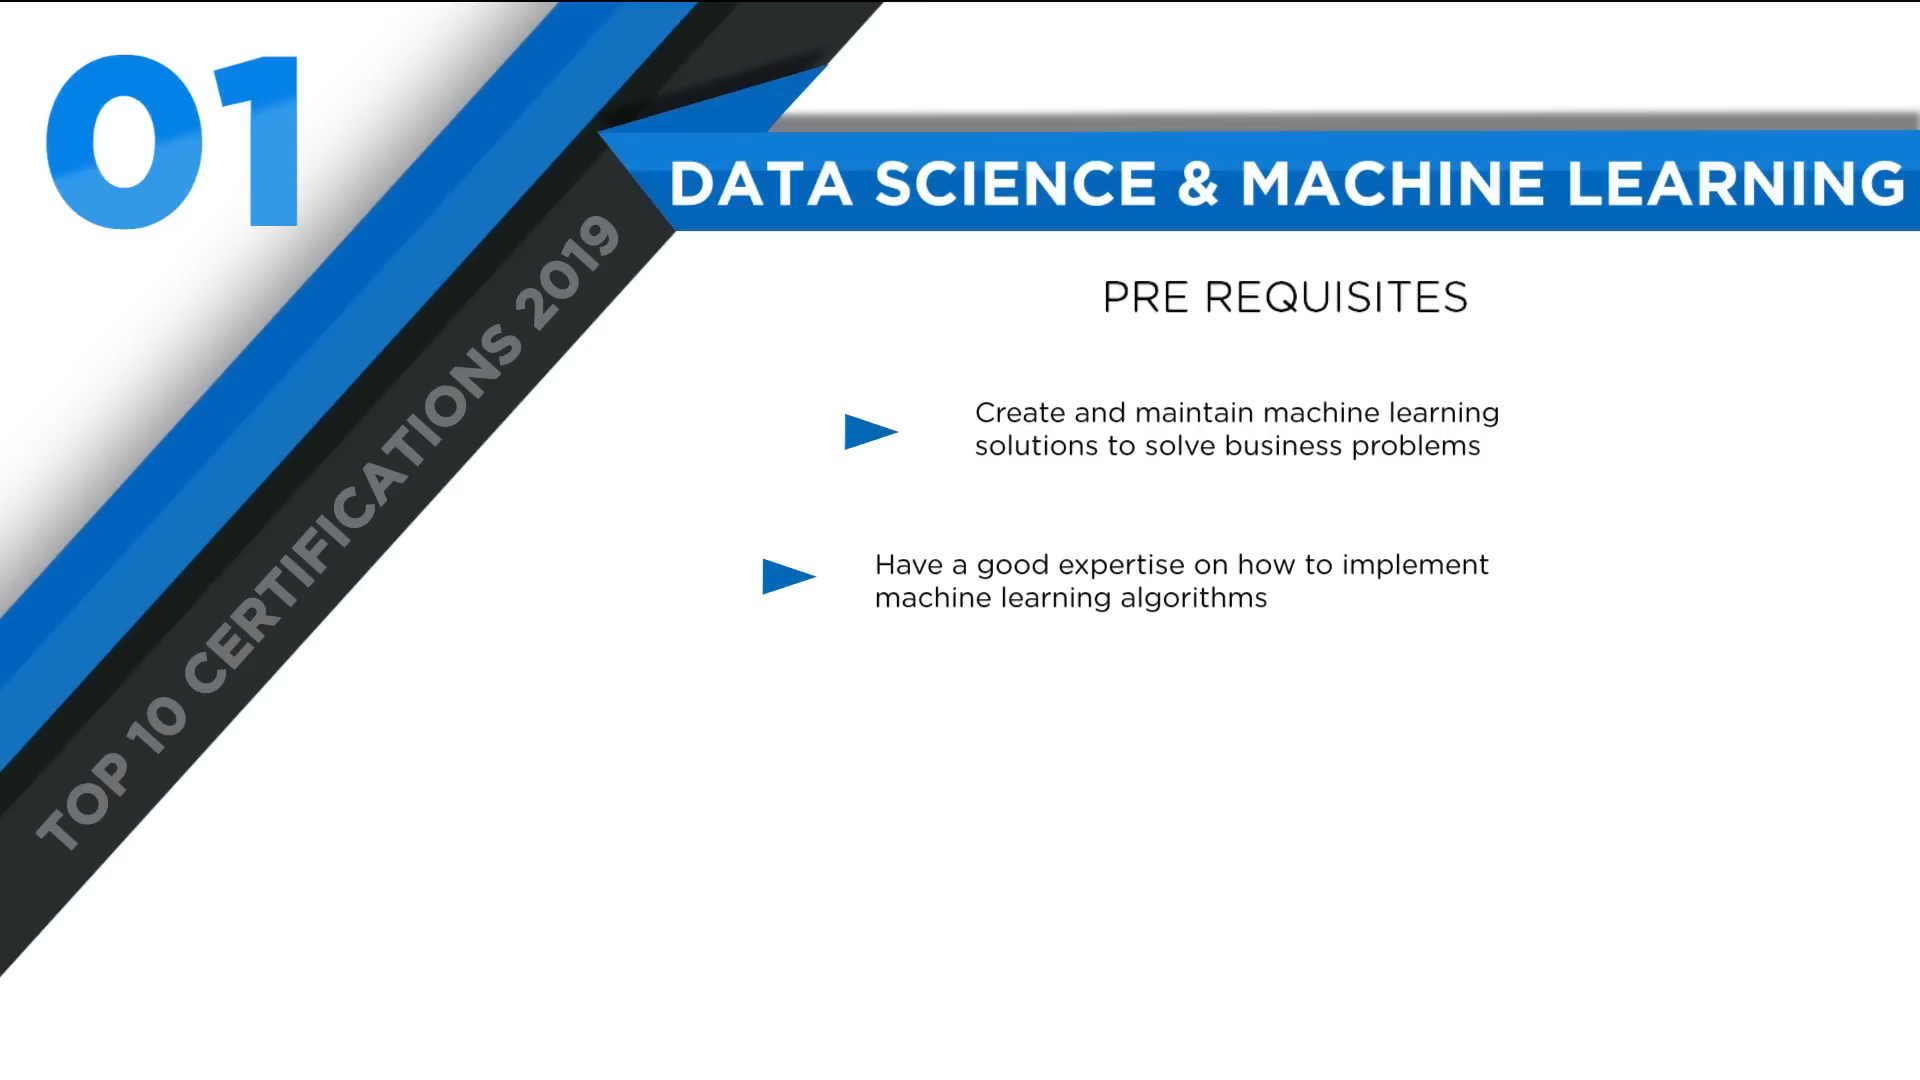 01
DATA SCIENCE & MACHINE LEARNING
TOP 10 CERTIFICATIONS 2019
PRE REQUISITES
Create and maintain machine learning
solutions to solve business problems
Have a good expertise on how to implement
machine learning algorithms